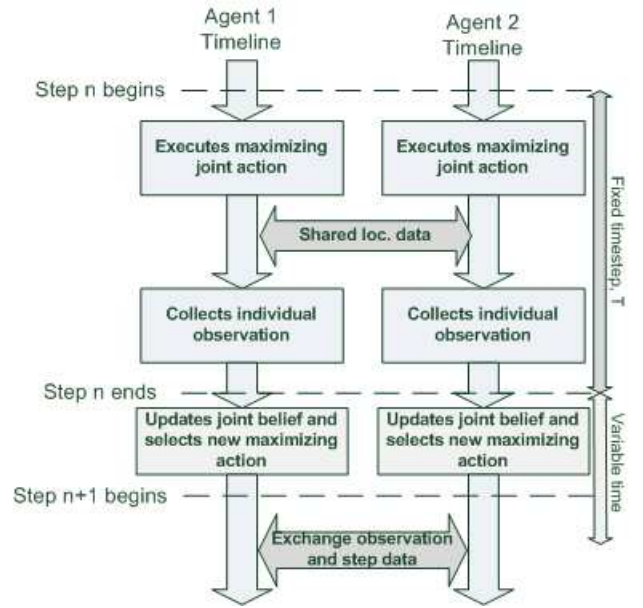 Agent 1
Timeline
Agent 2
Timeline
Step n begins
Executes maximizing
joint action
Executes maximizing
joint action
Shared loc. data
Fixed timestep, T
Collects individual
observation
Collects individual
observation
Step n ends
Updates joint belief and
selects new maximizing
action
Updates joint belief and
selects new maximizing
action
Variable time
Step n+1 begins
Exchange observation
and step data